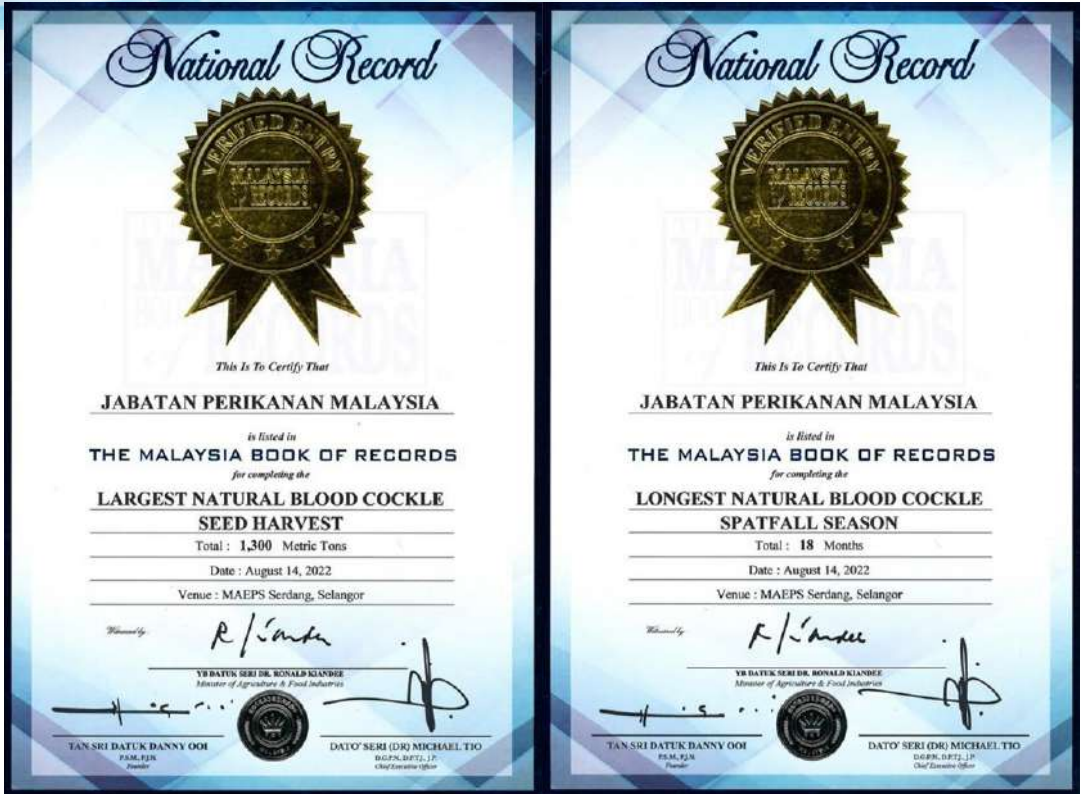 National Record
VERIFIED ENTRY
THE
MALAYSIA
BOOK
of RECORDS
This Is To Certify That
JABATAN PERIKANAN MALAYSIA
is listed in
THE MALAYSIA BOOK OF RECORDS
for completing the
LARGEST NATURAL BLOOD COCKLE
SEED HARVEST
Total : 1,300 Metric Tons
Date : August 14, 2022
Venue : MAEPS Serdang, Selangor
Witnessed by
YB DATUK SERI DR. RONALD KIANDEE
Minister of Agriculture & Food Industries
TAN SRI DATUK DANNY OOI
P.S.M., P.J.N.
Founder
DATO' SERI (DR) MICHAEL TIO
D.G.P.N., D.P.T.J., J.P.
Chief Executive Officer
National Record
VERIFIED ENTRY
THE
MALAYSIA
BOOK
of RECORDS
This Is To Certify That
JABATAN PERIKANAN MALAYSIA
is listed in
THE MALAYSIA BOOK OF RECORDS
for completing the
LONGEST NATURAL BLOOD COCKLE
SPATFALL SEASON
Total : 18 Months
Date : August 14, 2022
Venue : MAEPS Serdang, Selangor
Witnessed by
YB DATUK SERI DR. RONALD KIANDEE
Minister of Agriculture & Food Industries
TAN SRI DATUK DANNY OOI
P.S.M., P.J.N.
Founder
DATO' SERI (DR) MICHAEL TIO
D.G.P.N., D.P.T.J., J.P.
Chief Executive Officer